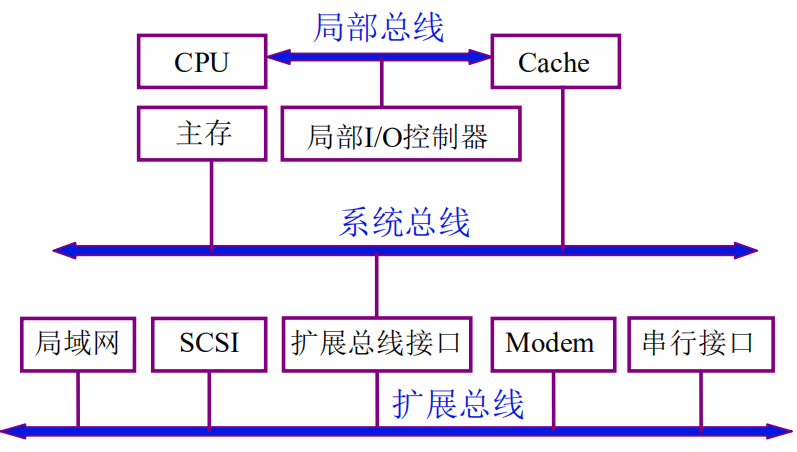 局部总线
CPU
Cache
主存
局部I/O控制器
系统总线
局域网
SCSI
扩展总线接口
Modem
串行接口
扩展总线